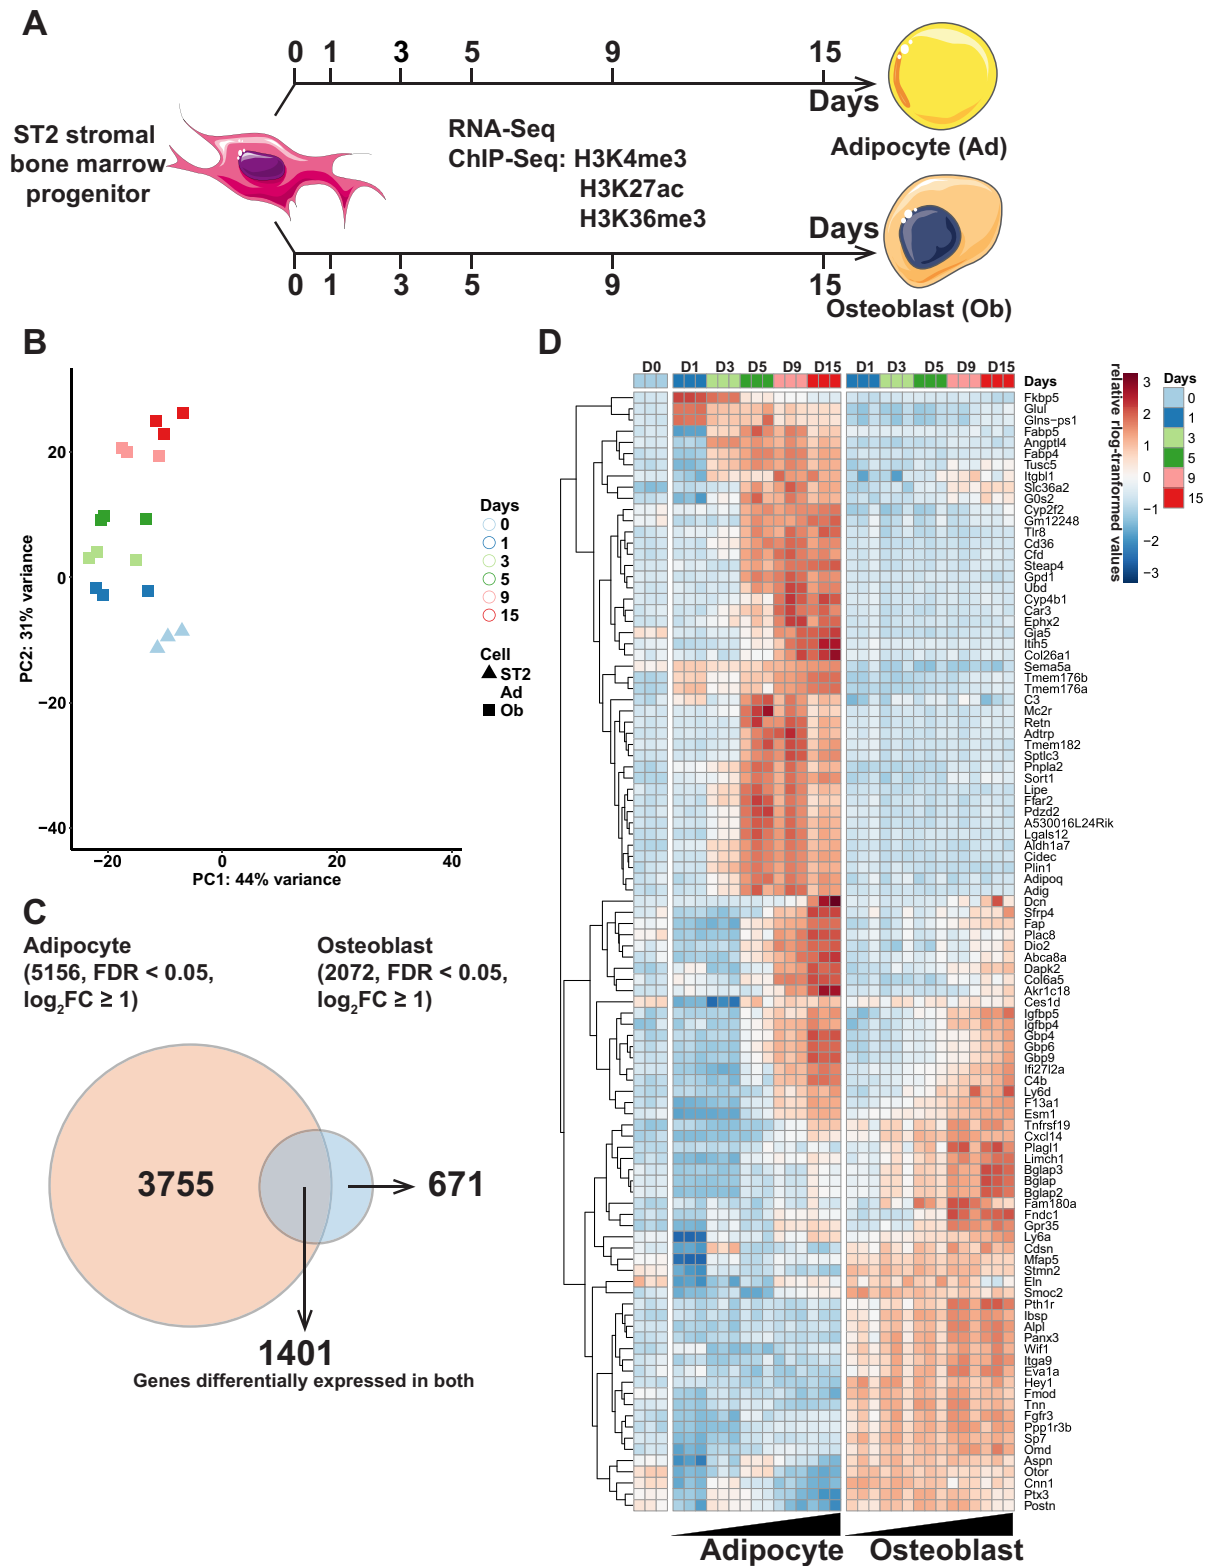 A
0 1 3 5 9 15
Days
Adipocyte (Ad)
ST2 stromal
bone marrow
progenitor
RNA-Seq
ChIP-Seq: H3K4me3
H3K27ac
H3K36me3
Days
0 1 3 5 9 15
Osteoblast (Ob)
B
20
0
−20
−40
−20 0 20 40
PC2: 31% variance
PC1: 44% variance
Days
0
1
3
5
9
15
Cell
ST2
Ad
Ob
C
Adipocyte
(5156, FDR < 0.05,
log2FC ≥ 1)
Osteoblast
(2072, FDR < 0.05,
log2FC ≥ 1)
3755
671
1401
Genes differentially expressed in both
D
D0 D1 D3 D5 D9 D15 D1 D3 D5 D9 D15
Days
Fkbp5
Glul
Glns−ps1
Fabp5
Angptl4
Fabp4
Tusc5
Itgbl1
Slc36a2
G0s2
Cyp2f2
Gm12248
Tlr8
Cd36
Cfd
Steap4
Gpd1
Ubd
Cyp4b1
Car3
Ephx2
Gja5
Itih5
Col26a1
Sema5a
Tmem176b
Tmem176a
C3
Mc2r
Retn
Adtrp
Tmem182
Sptlc3
Pnpla2
Sort1
Lipe
Ffar2
Pdzd2
A530016L24Rik
Lgals12
Aldh1a7
Cidec
Plin1
Adipoq
Adig
Dcn
Sfrp4
Fap
Plac8
Dio2
Abca8a
Dapk2
Col6a5
Akr1c18
Ces1d
Igfbp5
Igfbp4
Gbp4
Gbp6
Gbp9
Ifi27l2a
C4b
Ly6d
F13a1
Esm1
Tnfrsf19
Cxcl14
Plagl1
Limch1
Bglap3
Bglap
Bglap2
Fam180a
Fndc1
Gpr35
Ly6a
Cdsn
Mfap5
Stmn2
Eln
Smoc2
Pth1r
Ibsp
Alpl
Panx3
Wif1
Itga9
Eva1a
Hey1
Fmod
Tnn
Fgfr3
Ppp1r3b
Sp7
Omd
Aspn
Otor
Cnn1
Ptx3
Postn
relative rlog-tranformed values
3
2
1
0
−1
−2
−3
Days
0
1
3
5
9
15
Adipocyte Osteoblast